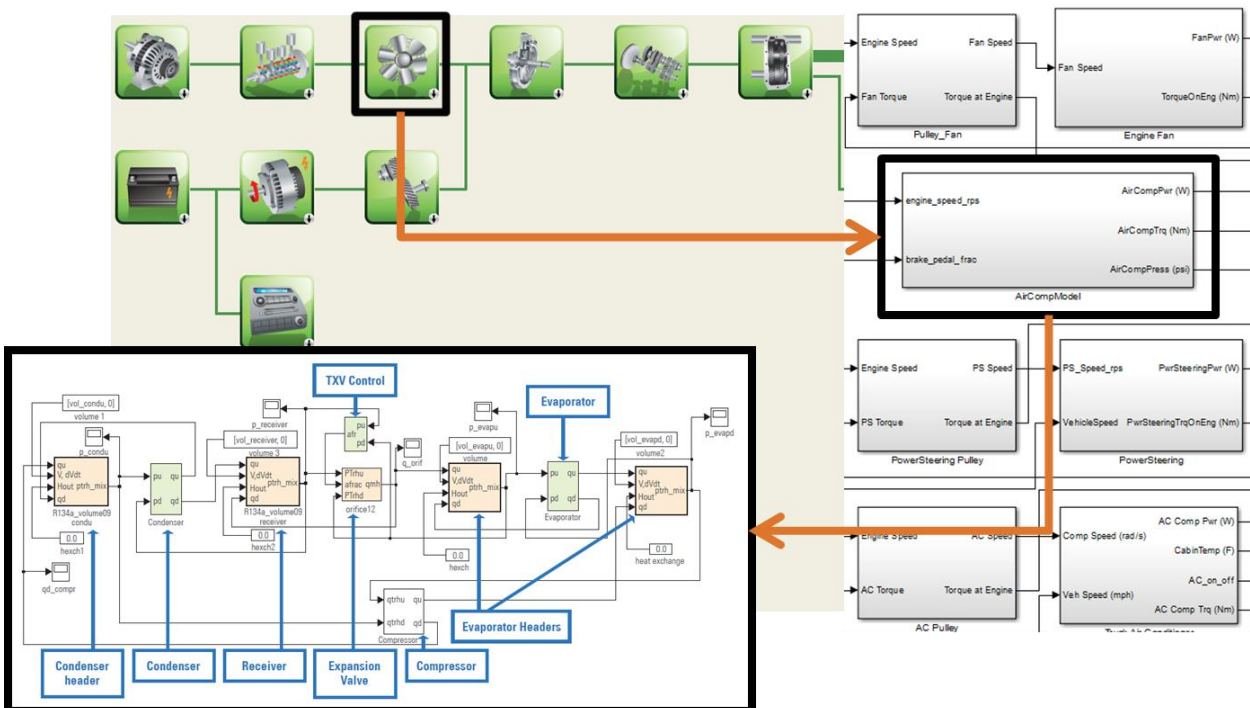 Engine Speed
Fan Speed
Fan Torque
Torque at Engine
Pulley_Fan
Fan Speed
FanPwr (W)
TorqueOnEng (Nm)
Engine Fan
engine_speed_rps
brake_pedal_frac
AirCompPwr (W)
AirCompTrq (Nm)
AirCompPress (psi)
AirCompModel
Engine Speed
PS Speed
PS Torque
Torque at Engine
PowerSteering Pulley
PS_Speed_rps
PwrSteeringPwr (W)
VehicleSpeed
PwrSteeringTrqOnEng (Nm)
PowerSteering
Engine Speed
AC Speed
AC Torque
Torque at Engine
AC Pulley
Comp Speed (rad/s)
Veh Speed (mph)
AC Comp Pwr (W)
CabinTemp (F)
AC_on_off
AC Comp Trq (Nm)
Truck Air Conditioner
TXV Control
Evaporator
[vol_condu, 0]
volume 1
p_condu
qu
V, dVdt
Hout
qd
ptrh_mix
R134a_volume09
condu
0.0
hexch1
qd_compr
pu
qu
pd
qd
Condenser
p_receiver
[vol_receiver, 0]
volume 3
qu
V,dVdt
Hout
qd
ptrh_mix
R134a_volume09
receiver
0.0
hexch2
pu
afr
pd
PTrhu
afrac
qmh
PTrhd
orifice12
q_orif
p_evapu
[vol_evapu, 0]
volume
qu
V,dVdt
Hout
qd
ptrh_mix
0.0
hexch
pu
qu
pd
qd
Evaporator
[vol_evapd, 0]
volume2
p_evapd
qu
V,dVdt
Hout
qd
ptrh_mix
0.0
heat exchange
qtrhu
qu
qtrhd
qd
Compressor
Evaporator Headers
Condenser
header
Condenser
Receiver
Expansion
Valve
Compressor